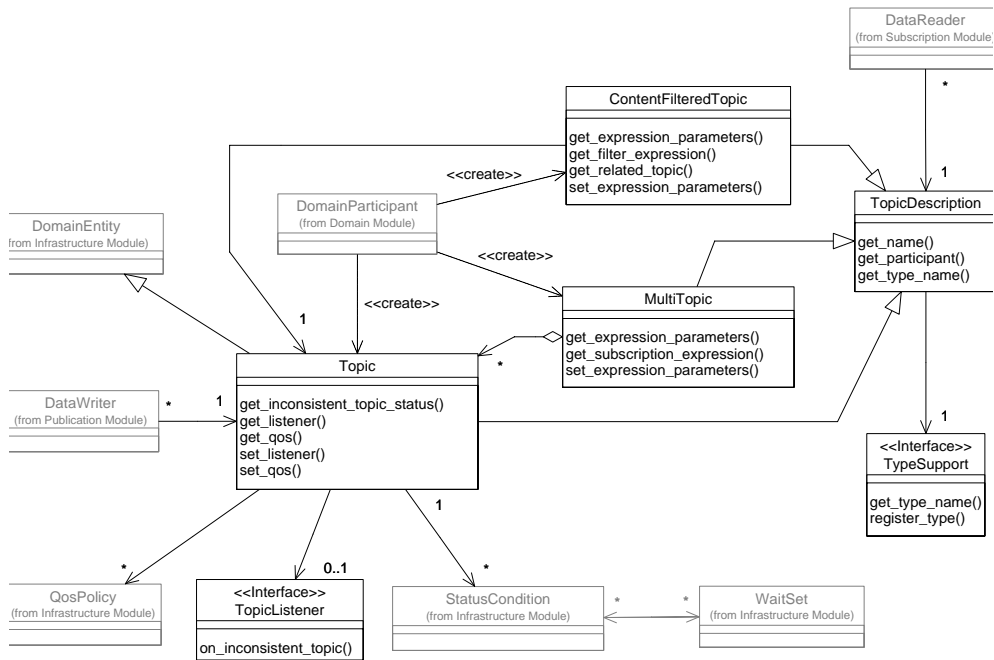 DataReader
(from Subscription Module)
*
1
ContentFilteredTopic
get_expression_parameters()
get_filter_expression()
get_related_topic()
set_expression_parameters()
<<create>>
DomainParticipant
(from Domain Module)
<<create>>
<<create>>
DomainEntity
(from Infrastructure Module)
TopicDescription
get_name()
get_participant()
get_type_name()
MultiTopic
get_expression_parameters()
get_subscription_expression()
set_expression_parameters()
1
*
Topic
get_inconsistent_topic_status()
get_listener()
get_qos()
set_listener()
set_qos()
DataWriter
(from Publication Module)
*
1
1
<<Interface>>
TypeSupport
get_type_name()
register_type()
*
0..1
1
*
QosPolicy
(from Infrastructure Module)
<<Interface>>
TopicListener
on_inconsistent_topic()
StatusCondition
(from Infrastructure Module)
*
*
WaitSet
(from Infrastructure Module)